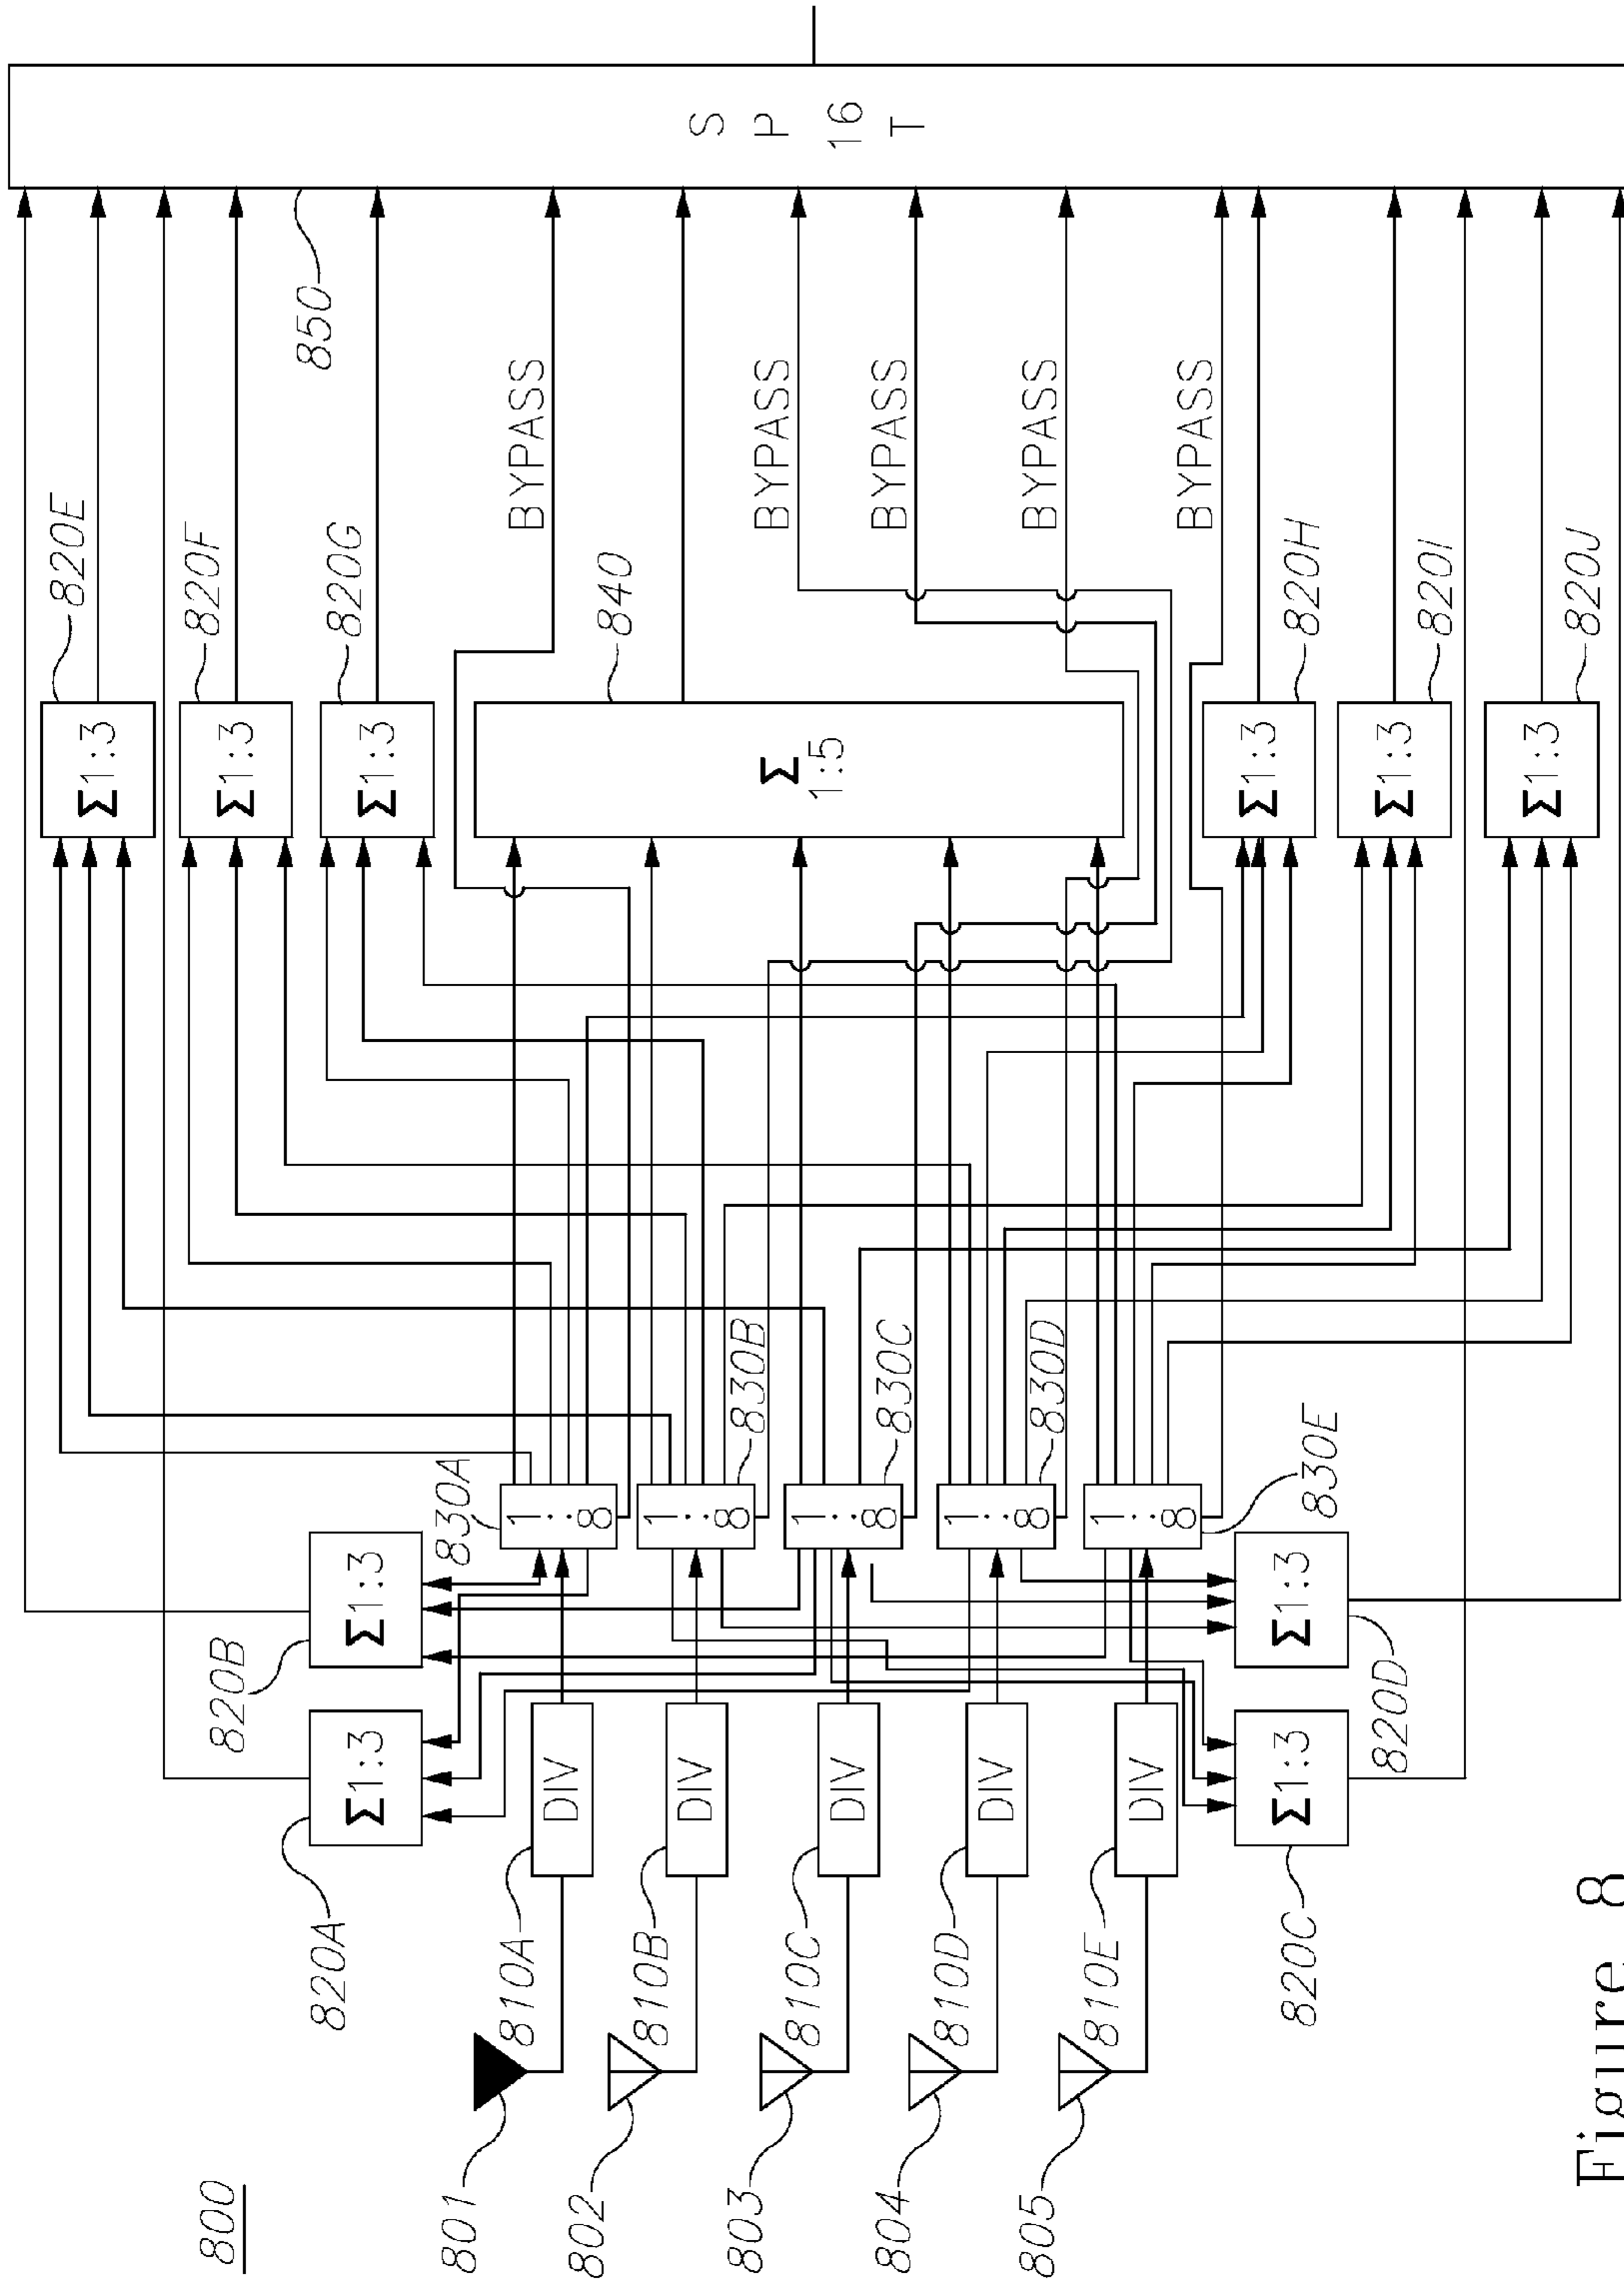 800
801
802
803
804
805
810A
810B
810C
810D
810E
DIV
DIV
DIV
DIV
DIV
820A
Σ1:3
820B
Σ1:3
820C
Σ1:3
820D
Σ1:3
830A
1:8
830B
1:8
830C
1:8
830D
1:8
830E
1:8
820E
Σ1:3
820F
Σ1:3
820G
Σ1:3
840
Σ
1:5
820H
Σ1:3
820I
Σ1:3
820J
Σ1:3
BYPASS
BYPASS
BYPASS
BYPASS
BYPASS
850
S
P
16
T
Figure 8